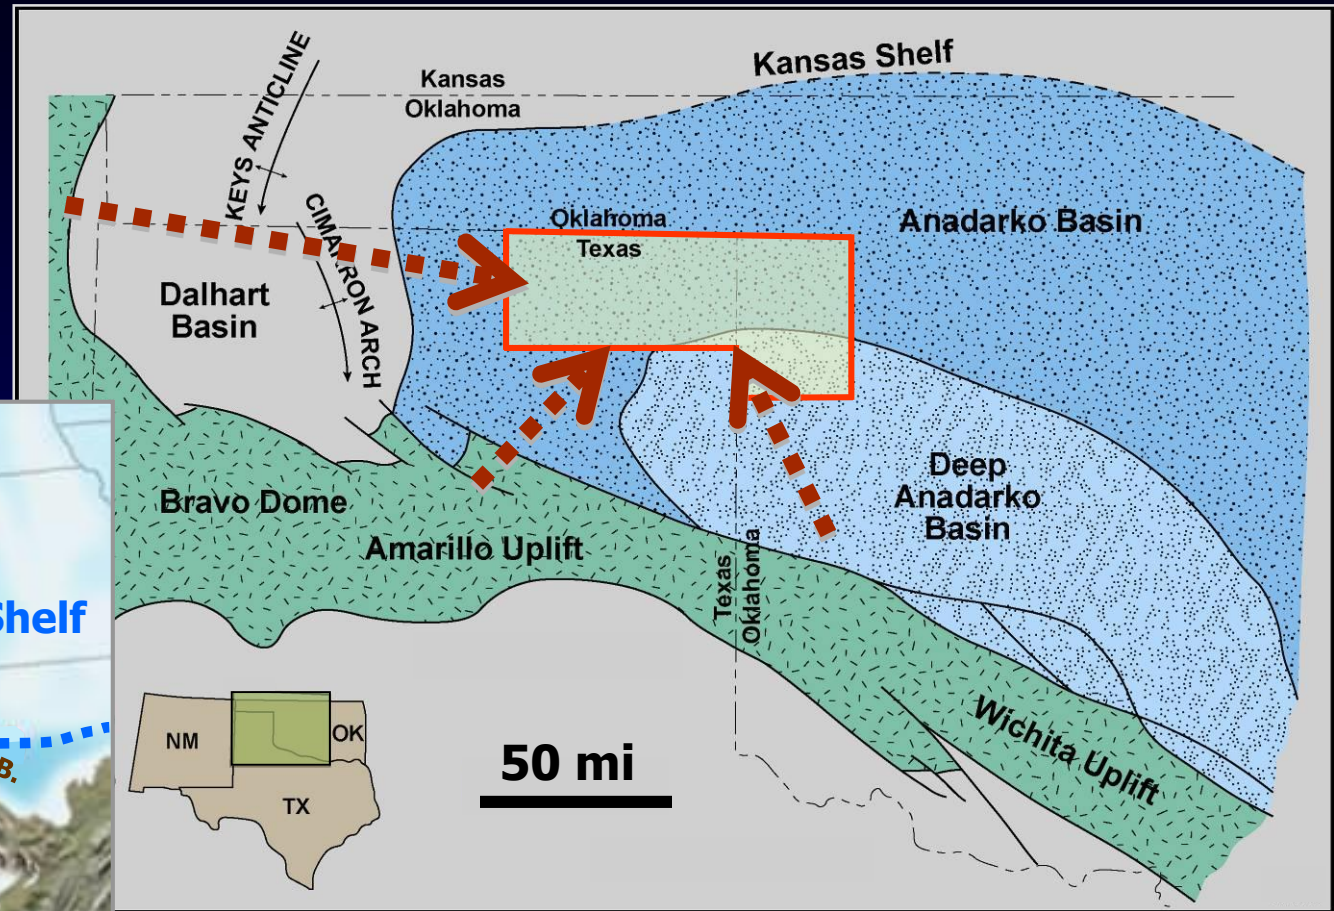 Kansas Shelf
Kansas
Oklahoma
KEYS ANTICLINE
CIMARRON ARCH
Oklahoma
Texas
Anadarko Basin
Dalhart
Basin
Deep
Anadarko
Basin
Bravo Dome
Amarillo Uplift
Texas
Oklahoma
Wichita Uplift
Shelf
B.
NM
OK
TX
50 mi